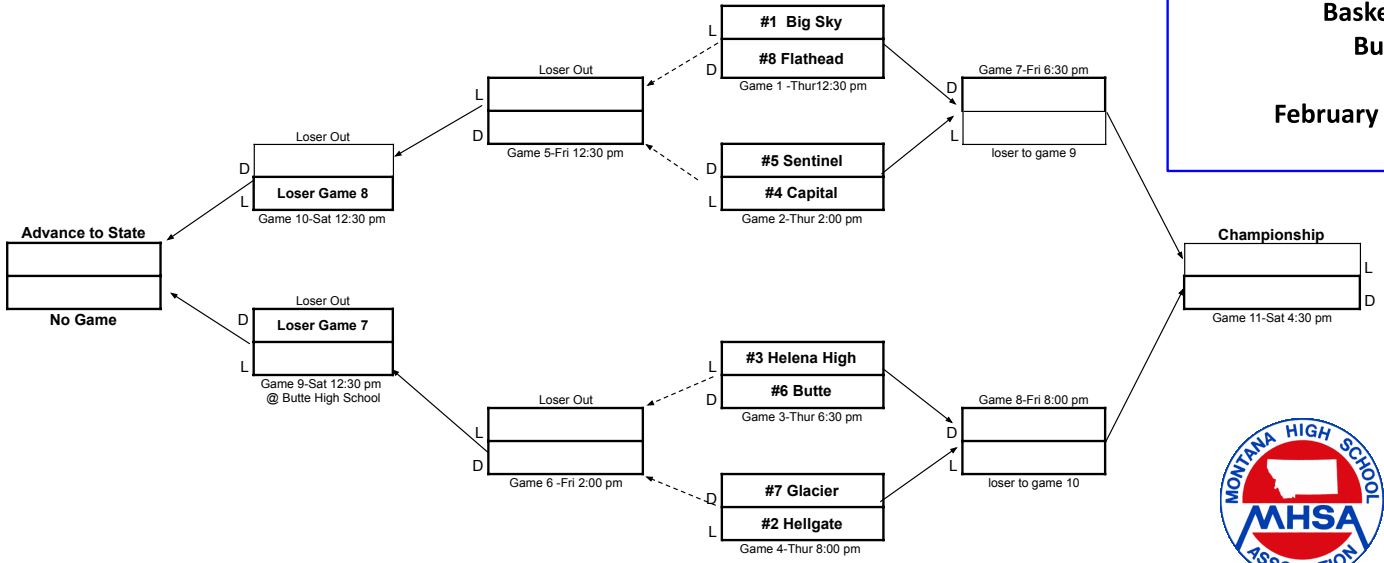 Baske
Bu
February
#1 Big Sky
L
#8 Flathead
D
Game 1 -Thur12:30 pm
Loser Out
L
D
Game 5-Fri 12:30 pm
Game 7-Fri 6:30 pm
D
L
loser to game 9
Loser Out
D
Loser Game 8
L
Game 10-Sat 12:30 pm
#5 Sentinel
D
#4 Capital
L
Game 2-Thur 2:00 pm
Advance to State
No Game
Championship
L
D
Game 11-Sat 4:30 pm
Loser Out
D
Loser Game 7
L
Game 9-Sat 12:30 pm
@ Butte High School
#3 Helena High
L
#6 Butte
D
Game 3-Thur 6:30 pm
Loser Out
L
D
Game 6 -Fri 2:00 pm
Game 8-Fri 8:00 pm
D
L
loser to game 10
#7 Glacier
D
#2 Hellgate
L
Game 4-Thur 8:00 pm
MONTANA HIGH SCHOOL
MHSA
ASSOCIATION